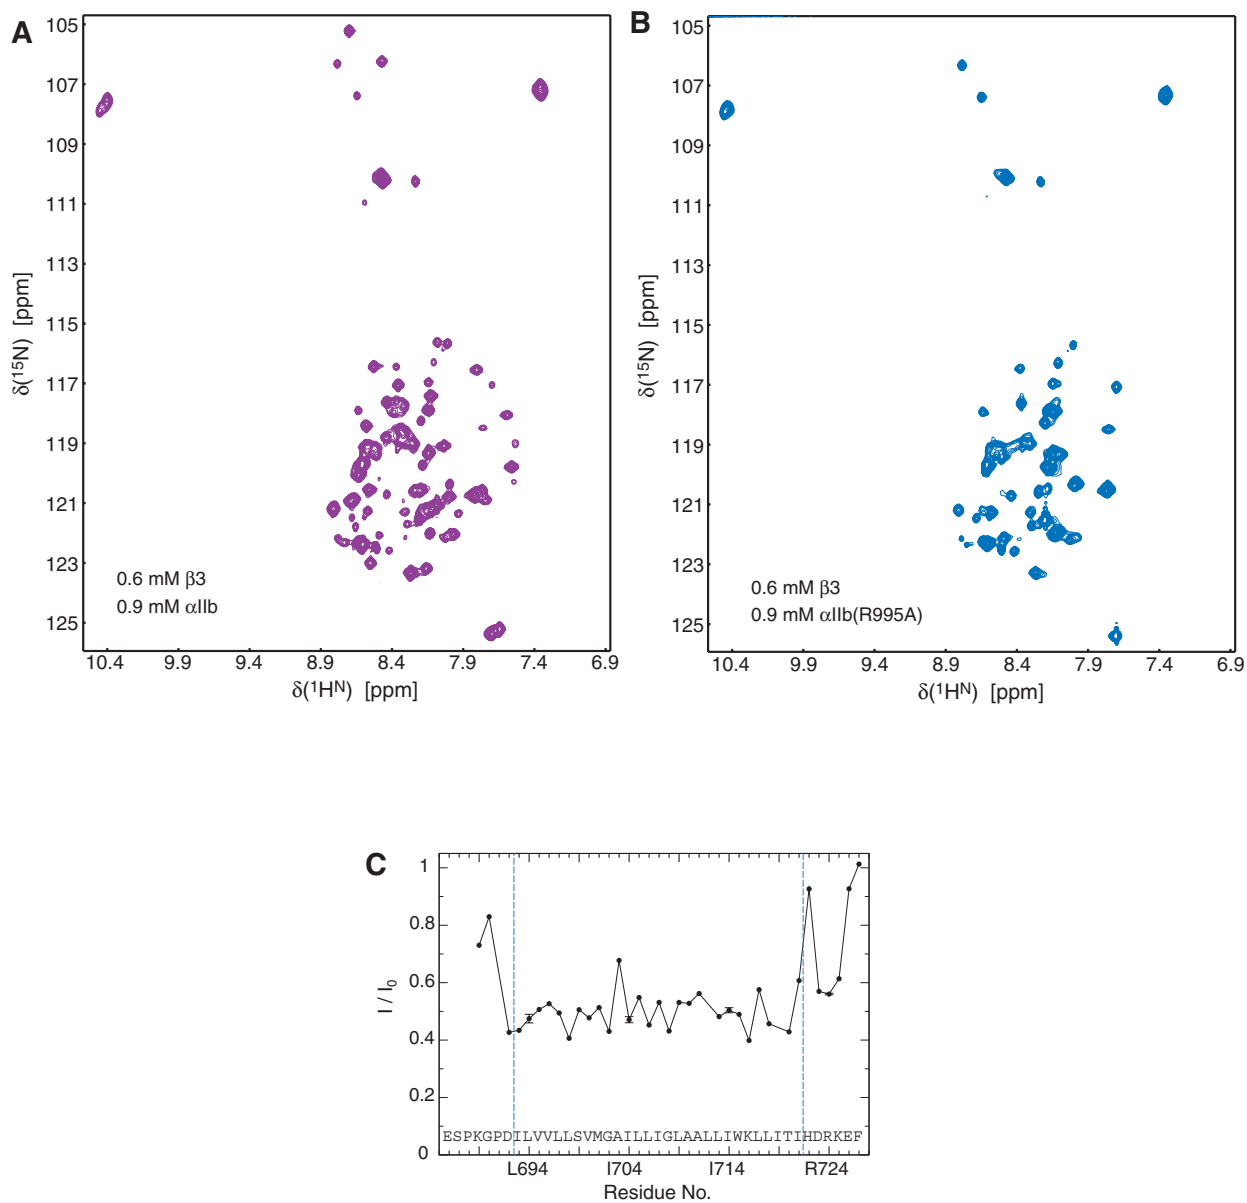 A
105
107
109
111
113
115
117
119
121
123
125
δ(¹⁵N) [ppm]
0.6 mM β3
0.9 mM αIIb
10.4 9.9 9.4 8.9 8.4 7.9 7.4 6.9
δ(¹Hᴺ) [ppm]
B
105
107
109
111
113
115
117
119
121
123
125
δ(¹⁵N) [ppm]
0.6 mM β3
0.9 mM αIIb(R995A)
10.4 9.9 9.4 8.9 8.4 7.9 7.4 6.9
δ(¹Hᴺ) [ppm]
C
1
0.8
0.6
0.4
0.2
0
I / I₀
ESPKGPDILVVLLSVMGAILLIGLAALLIWKLLITIHDRKEF
L694 I704 I714 R724
Residue No.